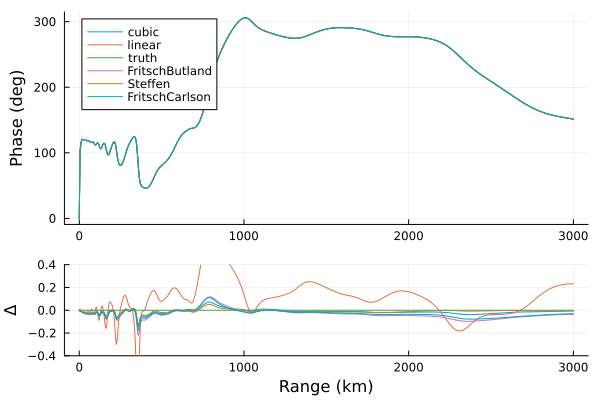 Phase (deg)
300
200
100
0
cubic
linear
truth
FritschButland
Steffen
FritschCarlson
0
1000
2000
3000
Δ
0.4
0.2
0.0
−0.2
−0.4
0
1000
2000
3000
Range (km)